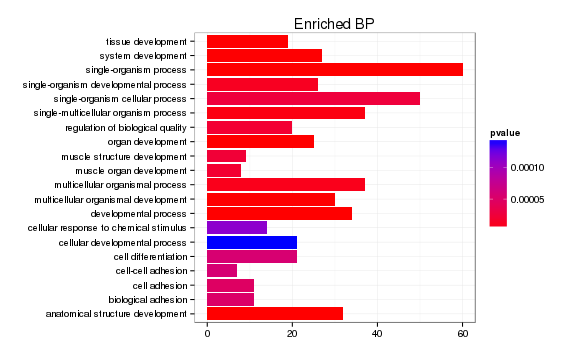 Enriched BP
tissue development
system development
single-organism process
single-organism developmental process
single-organism cellular process
single-multicellular organism process
regulation of biological quality
organ development
muscle structure development
muscle organ development
multicellular organismal process
multicellular organismal development
developmental process
cellular response to chemical stimulus
cellular developmental process
cell differentiation
cell-cell adhesion
cell adhesion
biological adhesion
anatomical structure development
0 20 40 60
pvalue
0.00010
0.00005